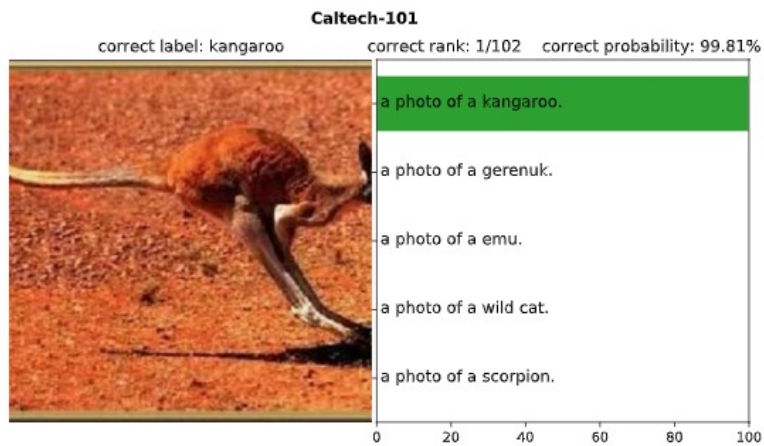 Caltech-101
correct label: kangaroo correct rank: 1/102 correct probability: 99.81%
a photo of a kangaroo.
a photo of a gerenuk.
a photo of a emu.
a photo of a wild cat.
a photo of a scorpion.
0 20 40 60 80 100